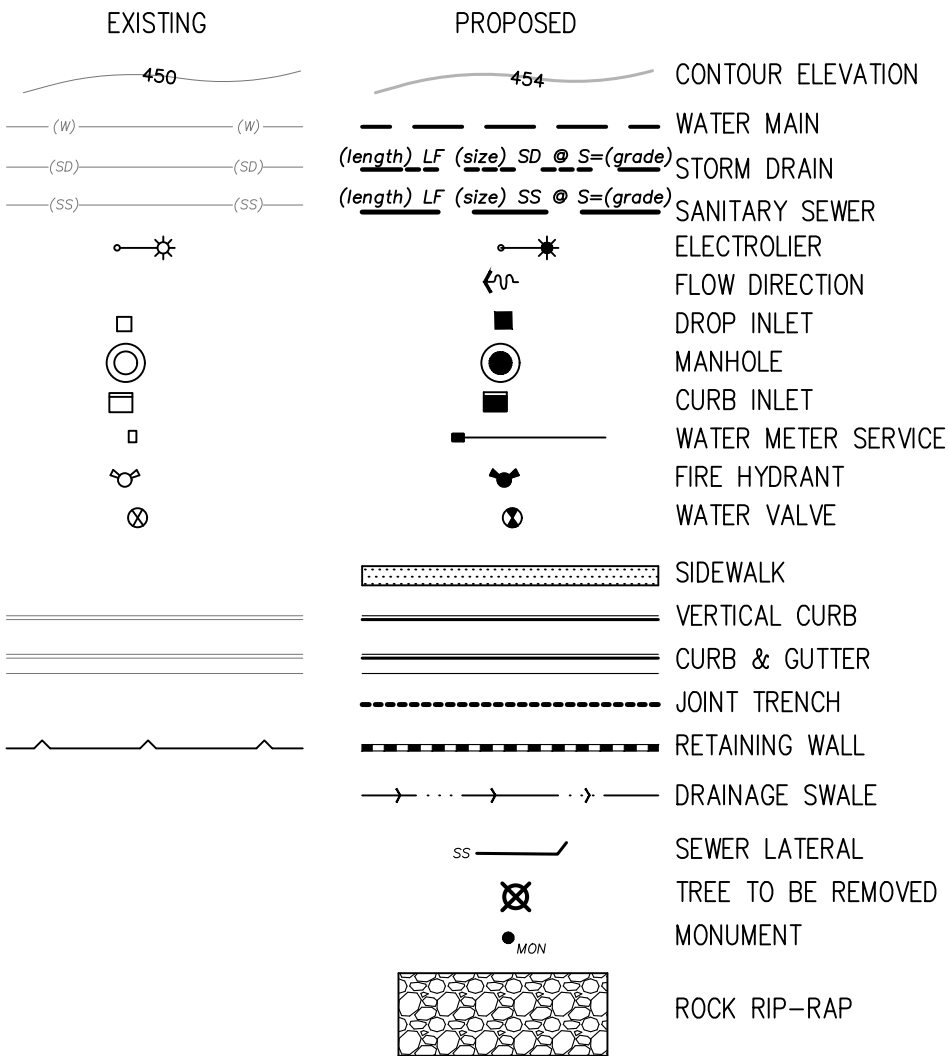 EXISTING PROPOSED
450 454 CONTOUR ELEVATION
(W) (W) WATER MAIN
(length) LF (size) SD @ S=(grade)
(SD) (SD) STORM DRAIN
(length) LF (size) SS @ S=(grade)
(SS) (SS) SANITARY SEWER
ELECTROLIER
FLOW DIRECTION
DROP INLET
MANHOLE
CURB INLET
WATER METER SERVICE
FIRE HYDRANT
WATER VALVE
SIDEWALK
VERTICAL CURB
CURB & GUTTER
JOINT TRENCH
RETAINING WALL
DRAINAGE SWALE
SS SEWER LATERAL
TREE TO BE REMOVED
MON MONUMENT
ROCK RIP-RAP